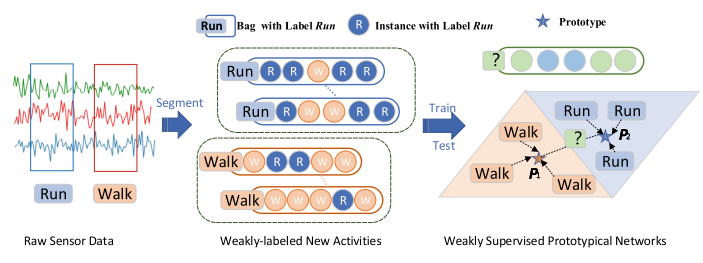 Run Bag with Label Run R Instance with Label Run Prototype
Run R R W R R
Run R W W R R
Walk W R R W W
Walk W W W R W
Segment
Train
Test
?
Run Run
Walk
? P2
Walk Run
P1
Walk
Run Walk
Raw Sensor Data Weakly-labeled New Activities Weakly Supervised Prototypical Networks